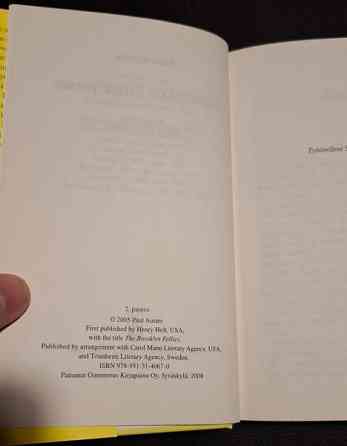 2. painos
© 2005 Paul Auster
First published by Henry Holt, USA,
with the title The Brooklyn Follies.
Published by arrangement with Carol Mann Literary Agency, USA,
and Tönnheim Literary Agency, Sweden.
ISBN 978-951-31-4067-0
Painanut Gummerus Kirjapaino Oy, Jyväskylä 2008